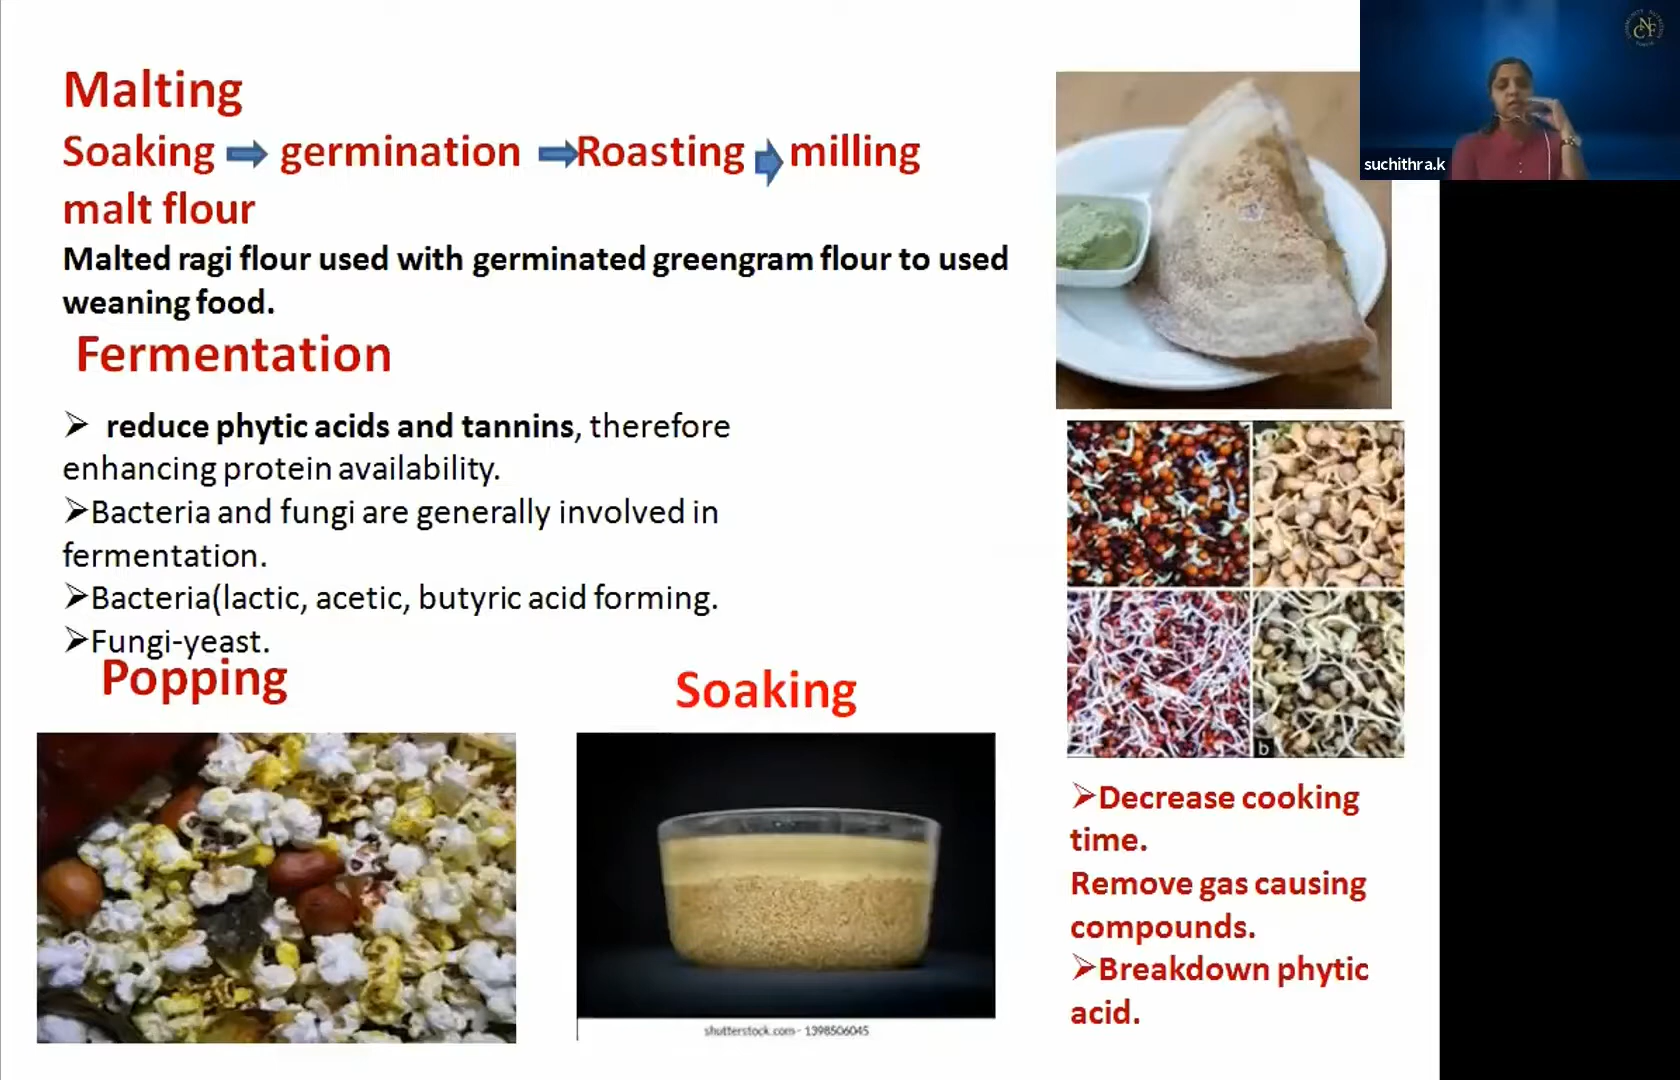 Malting
Soaking germination Roasting milling
malt flour
Malted ragi flour used with germinated greengram flour to used
weaning food.
Fermentation
reduce phytic acids and tannins, therefore
enhancing protein availability.
Bacteria and fungi are generally involved in
fermentation.
Bacteria(lactic, acetic, butyric acid forming.
Fungi-yeast.
Popping
Soaking
shutterstock.com - 1398506045
b
Decrease cooking
time.
Remove gas causing
compounds.
Breakdown phytic
acid.
suchithra.k